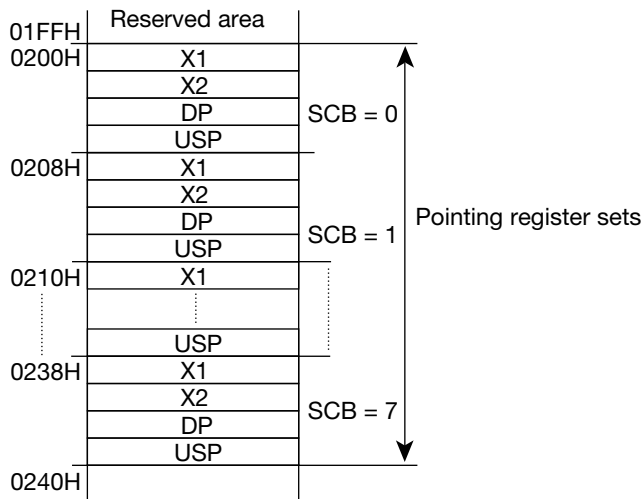 Reserved area
01FFH
0200H
X1
X2
DP
SCB = 0
USP
0208H
X1
X2
DP
Pointing register sets
USP
SCB = 1
0210H
X1
USP
0238H
X1
X2
DP
SCB = 7
USP
0240H